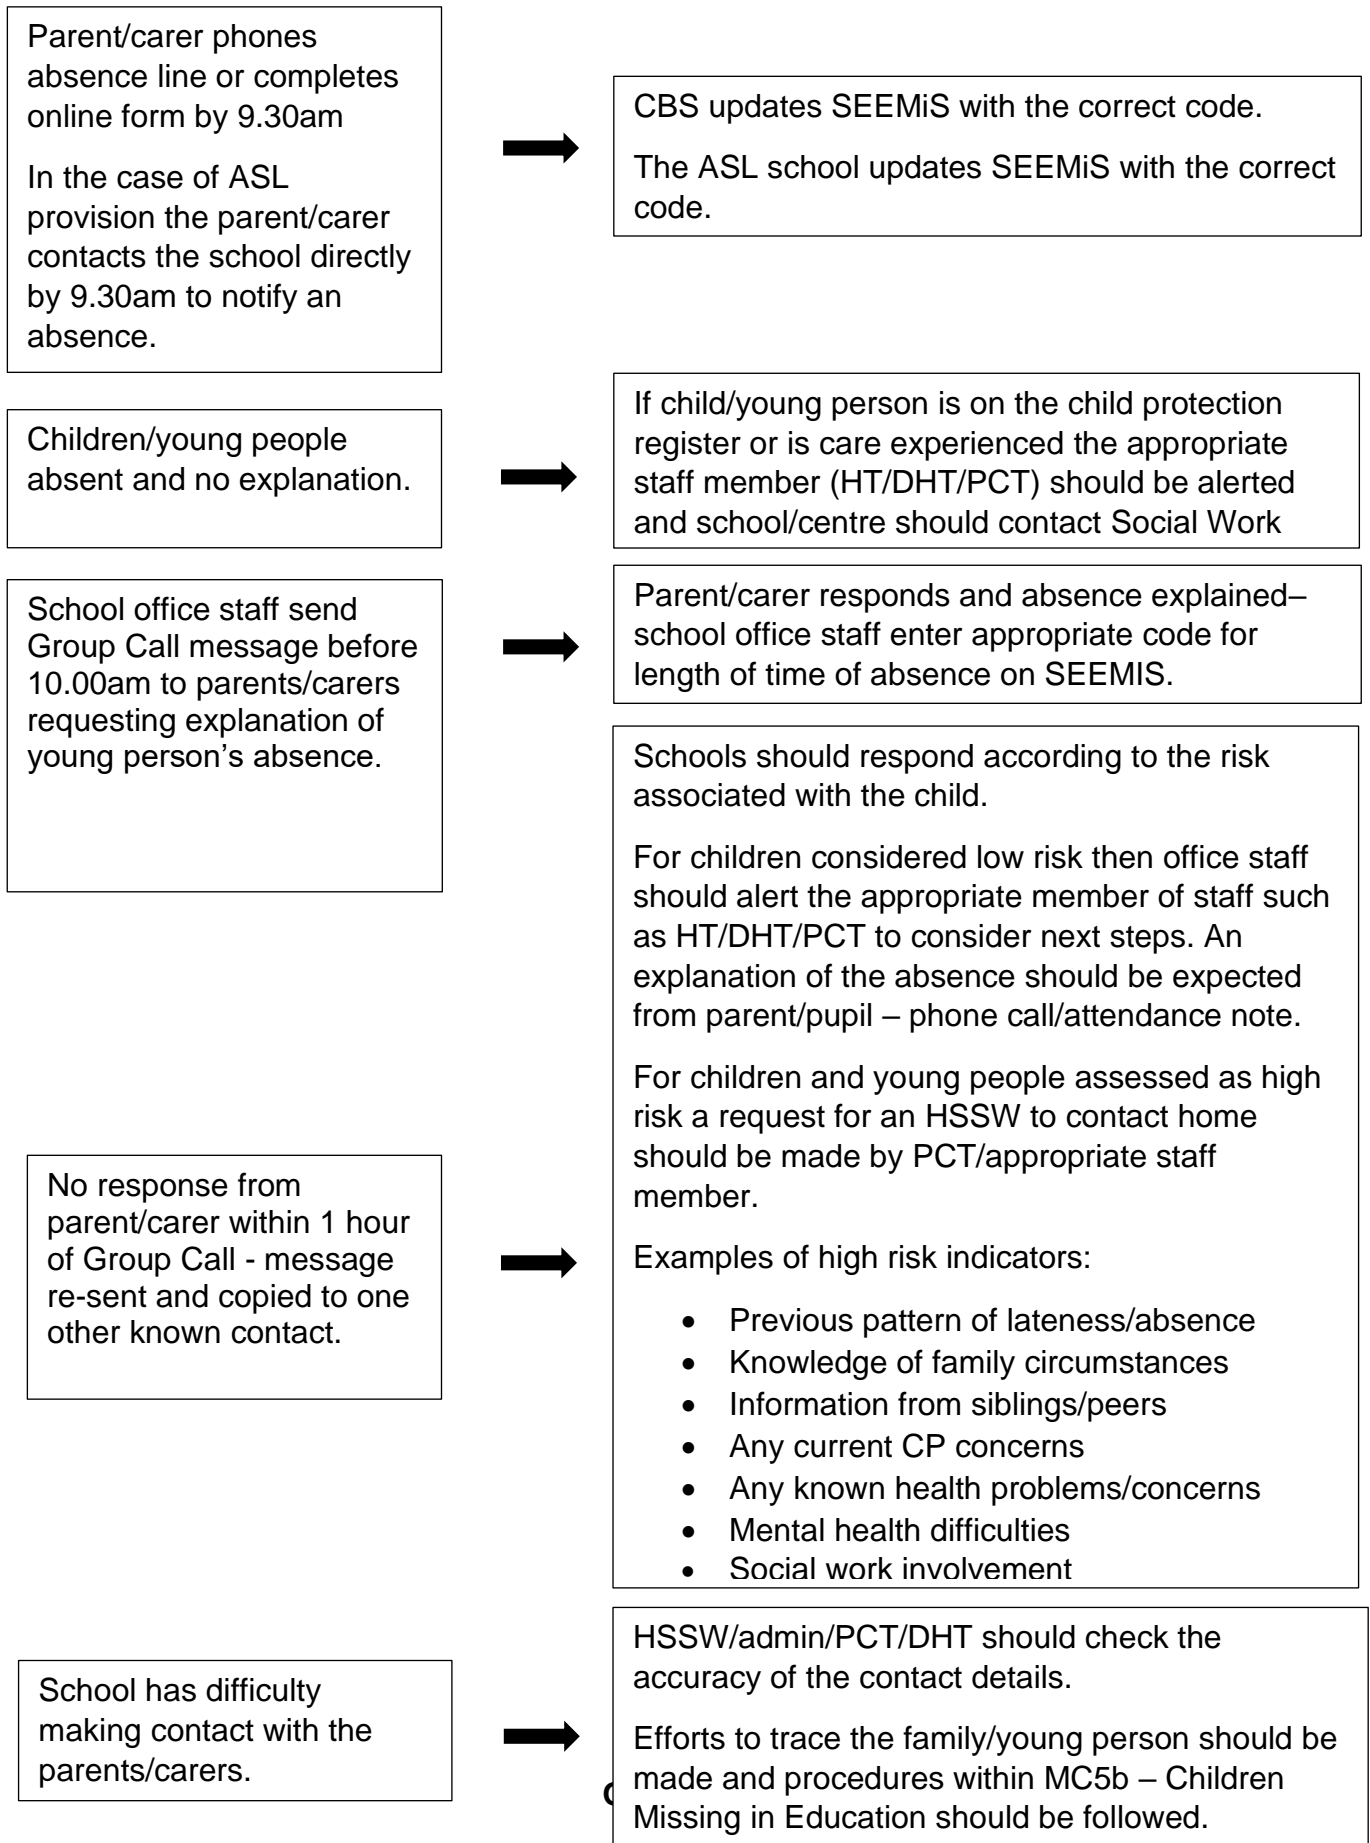 Parent/carer phones
absence line or completes
online form by 9.30am
In the case of ASL
provision the parent/carer
contacts the school directly
by 9.30am to notify an
absence.
CBS updates SEEMiS with the correct code.
The ASL school updates SEEMiS with the correct
code.
Children/young people
absent and no explanation.
If child/young person is on the child protection
register or is care experienced the appropriate
staff member (HT/DHT/PCT) should be alerted
and school/centre should contact Social Work
School office staff send
Group Call message before
10.00am to parents/carers
requesting explanation of
young person’s absence.
Parent/carer responds and absence explained–
school office staff enter appropriate code for
length of time of absence on SEEMIS.
No response from
parent/carer within 1 hour
of Group Call - message
re-sent and copied to one
other known contact.
Schools should respond according to the risk
associated with the child.
For children considered low risk then office staff
should alert the appropriate member of staff such
as HT/DHT/PCT to consider next steps. An
explanation of the absence should be expected
from parent/pupil – phone call/attendance note.
For children and young people assessed as high
risk a request for an HSSW to contact home
should be made by PCT/appropriate staff
member.
Examples of high risk indicators:
• Previous pattern of lateness/absence
• Knowledge of family circumstances
• Information from siblings/peers
• Any current CP concerns
• Any known health problems/concerns
• Mental health difficulties
• Social work involvement
School has difficulty
making contact with the
parents/carers.
HSSW/admin/PCT/DHT should check the
accuracy of the contact details.
Efforts to trace the family/young person should be
made and procedures within MC5b – Children
Missing in Education should be followed.